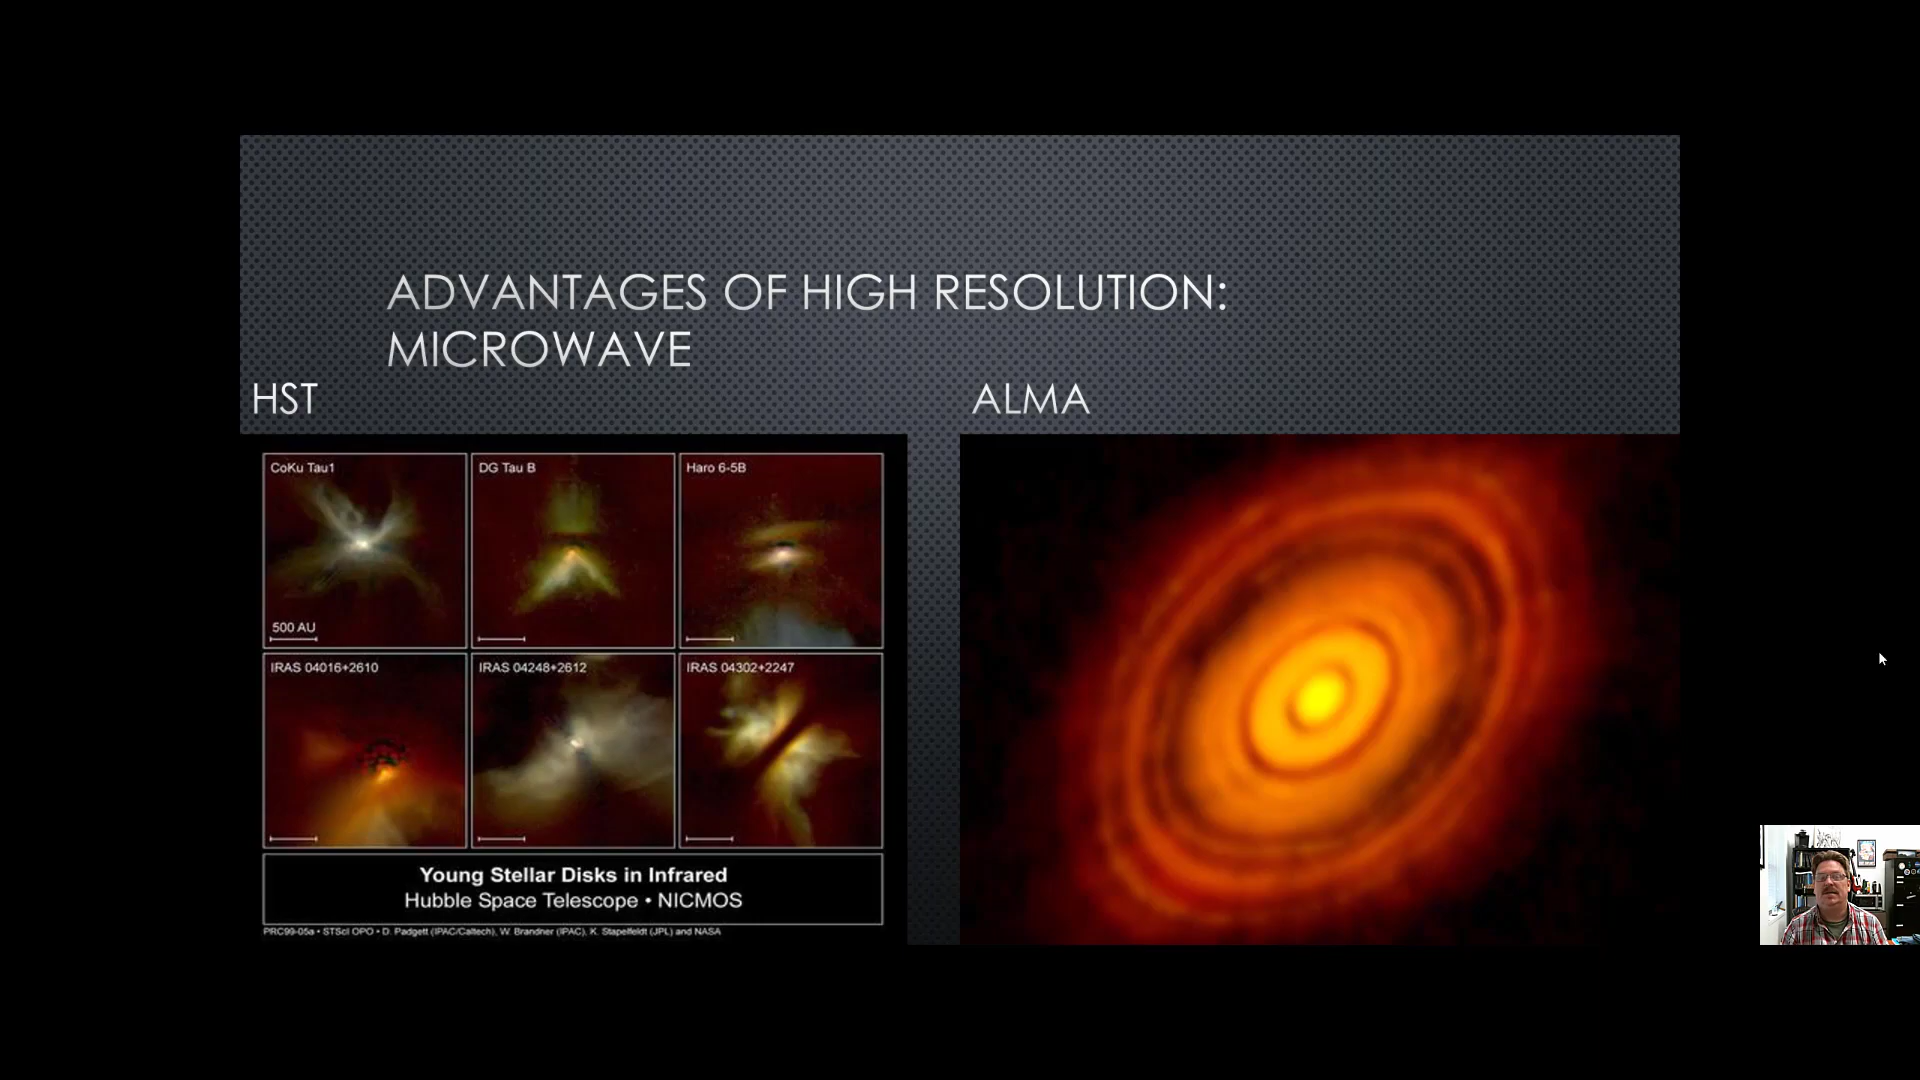 ADVANTAGES OF HIGH RESOLUTION:
MICROWAVE
HST
ALMA
CoKu Tau1
DG Tau B
Haro 6-5B
500 AU
IRAS 04016+2610
IRAS 04248+2612
IRAS 04302+2247
Young Stellar Disks in Infrared
Hubble Space Telescope • NICMOS
PRC99-05a • STScI OPO • D. Padgett (IPAC/Caltech), W. Brandner (IPAC), K. Stapelfeldt (JPL) and NASA